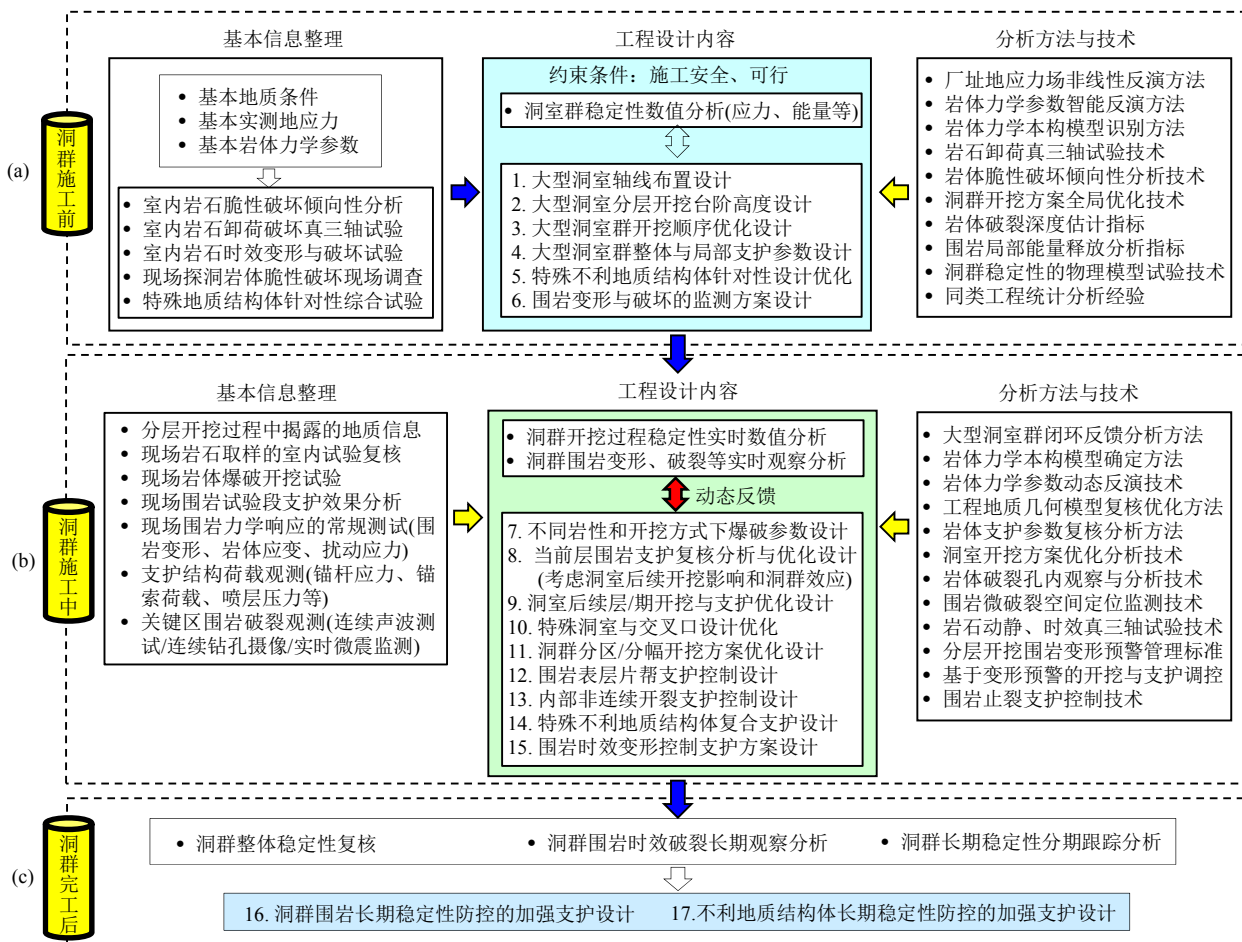 (a)
洞群施工前
基本信息整理
• 基本地质条件
• 基本实测地应力
• 基本岩体力学参数
• 室内岩石脆性破坏倾向性分析
• 室内岩石卸荷破坏真三轴试验
• 室内岩石时效变形与破坏试验
• 现场探洞岩体脆性破坏现场调查
• 特殊地质结构体针对性综合试验
工程设计内容
约束条件：施工安全、可行
• 洞室群稳定性数值分析(应力、能量等)
1. 大型洞室轴线布置设计
2. 大型洞室分层开挖台阶高度设计
3. 大型洞室群开挖顺序优化设计
4. 大型洞室群整体与局部支护参数设计
5. 特殊不利地质结构体针对性设计优化
6. 围岩变形与破坏的监测方案设计
分析方法与技术
• 厂址地应力场非线性反演方法
• 岩体力学参数智能反演方法
• 岩体力学本构模型识别方法
• 岩石卸荷真三轴试验技术
• 岩体脆性破坏倾向性分析技术
• 洞群开挖方案全局优化技术
• 岩体破裂深度估计指标
• 围岩局部能量释放分析指标
• 洞群稳定性的物理模型试验技术
• 同类工程统计分析经验
(b)
洞群施工中
基本信息整理
• 分层开挖过程中揭露的地质信息
• 现场岩石取样的室内试验复核
• 现场岩体爆破开挖试验
• 现场围岩试验段支护效果分析
• 现场围岩力学响应的常规测试(围
岩变形、岩体应变、扰动应力)
• 支护结构荷载观测(锚杆应力、锚
索荷载、喷层压力等)
• 关键区围岩破裂观测(连续声波测
试/连续钻孔摄像/实时微震监测)
工程设计内容
• 洞群开挖过程稳定性实时数值分析
• 洞群围岩变形、破裂等实时观察分析
动态反馈
7. 不同岩性和开挖方式下爆破参数设计
8. 当前层围岩支护复核分析与优化设计
(考虑洞室后续开挖影响和洞群效应)
9. 洞室后续层/期开挖与支护优化设计
10. 特殊洞室与交叉口设计优化
11. 洞群分区/分幅开挖方案优化设计
12. 围岩表层片帮支护控制设计
13. 内部非连续开裂支护控制设计
14. 特殊不利地质结构体复合支护设计
15. 围岩时效变形控制支护方案设计
分析方法与技术
• 大型洞室群闭环反馈分析方法
• 岩体力学本构模型确定方法
• 岩体力学参数动态反演技术
• 工程地质几何模型复核优化方法
• 岩体支护参数复核分析方法
• 洞室开挖方案优化分析技术
• 岩体破裂孔内观察与分析技术
• 围岩微破裂空间定位监测技术
• 岩石动静、时效真三轴试验技术
• 分层开挖围岩变形预警管理标准
• 基于变形预警的开挖与支护调控
• 围岩止裂支护控制技术
(c)
洞群完工后
• 洞群整体稳定性复核
• 洞群围岩时效破裂长期观察分析
• 洞群长期稳定性分期跟踪分析
16. 洞群围岩长期稳定性防控的加强支护设计
17.不利地质结构体长期稳定性防控的加强支护设计